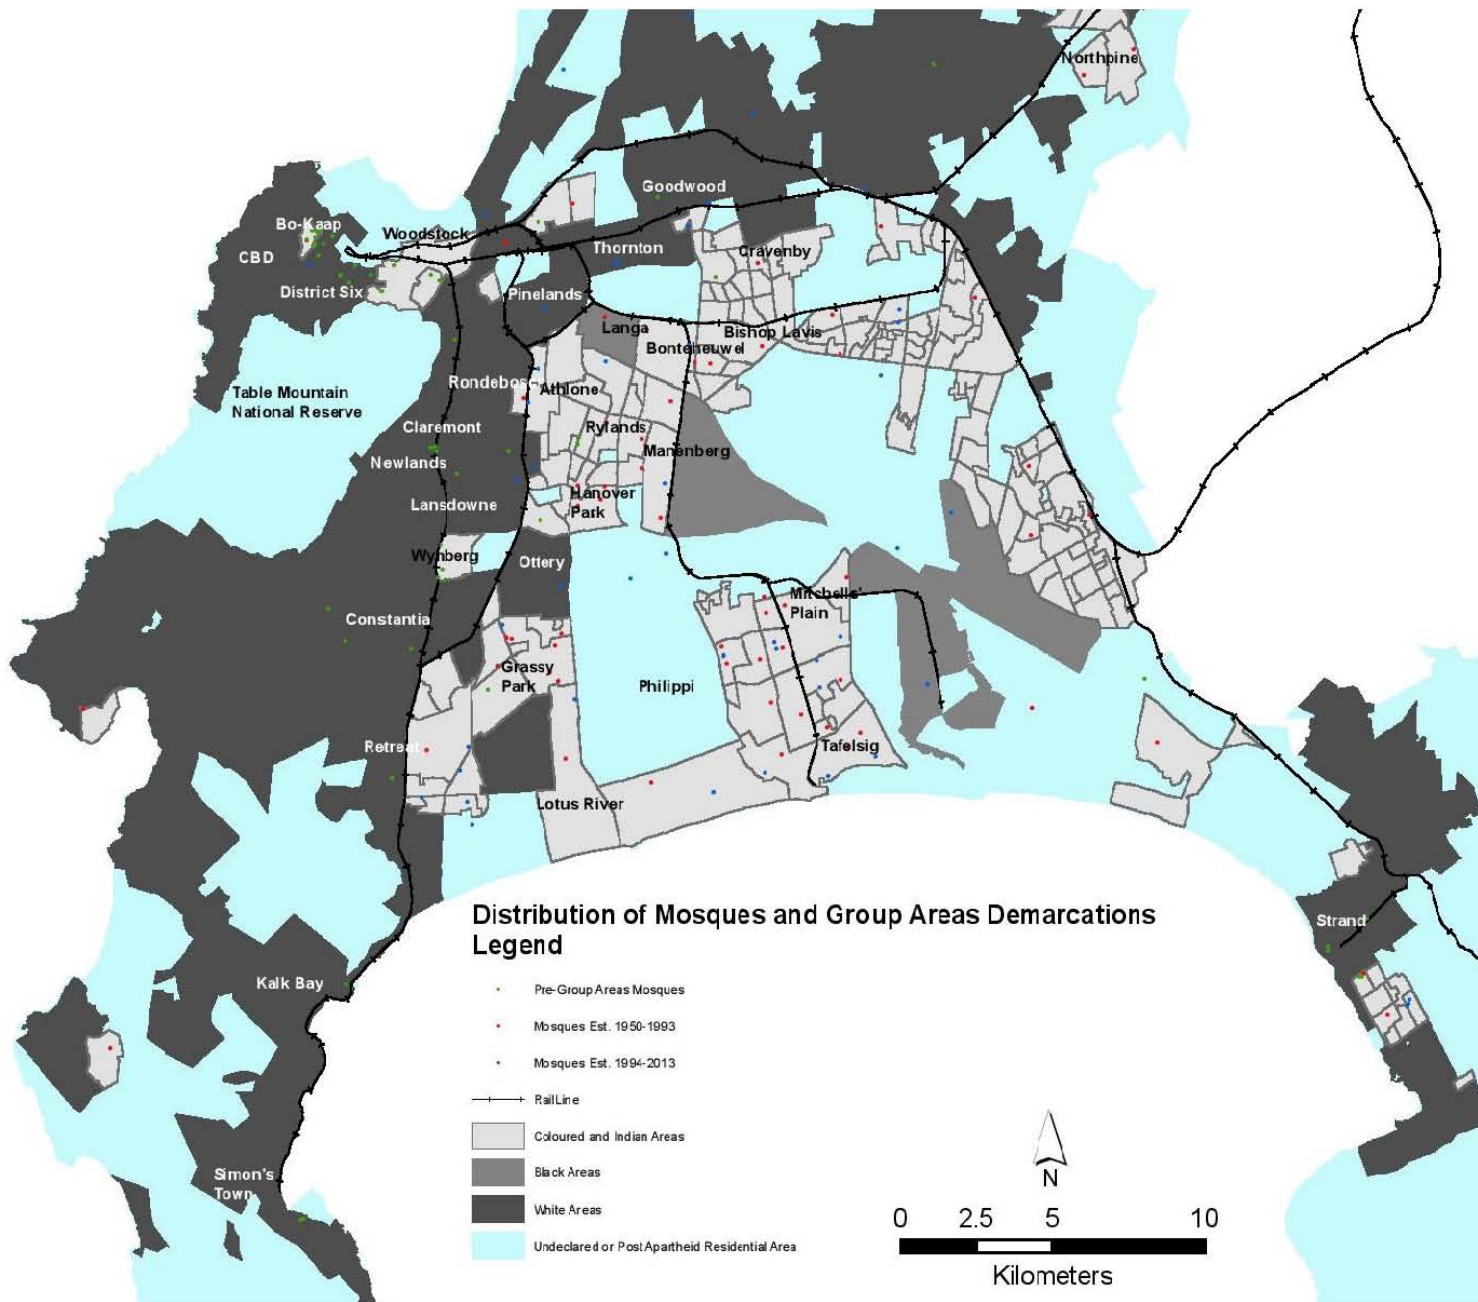 Northpine
Goodwood
Bo-Kaap
Woodstock
CBD
Thornton
Cravenby
District Six
Pinelands
Langa
Bishop Lavis
Bonteheuwel
Rondebos
Athlone
Table Mountain
National Reserve
Claremont
Rylands
Manenberg
Newlands
Hanover
Park
Lansdowne
Wynberg
Ottery
Mitchells'
Plain
Constantia
Grassy
Park
Philippi
Retreat
Tafelsig
Lotus River
Distribution of Mosques and Group Areas Demarcations
Legend
Strand
Kalk Bay
Pre-Group Areas Mosques
Mosques Est. 1950-1993
Mosques Est. 1994-2013
Rail Line
Coloured and Indian Areas
Black Areas
White Areas
Undeclared or Post Apartheid Residential Area
Simon's
Town
N
0 2.5 5 10
Kilometers